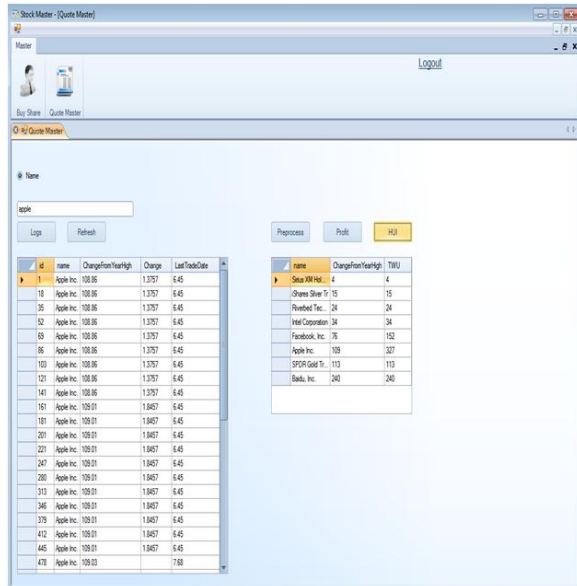 Stock Master - [Quote Master]
Master
Logout
Buy Share Quote Master
Quote Master
Name
apple
Logs Refresh Preprocess Profit HUI
id name ChangeFromYearHigh Change LastTradeDate
1 Apple Inc. 108.86 1.3757 6.45
18 Apple Inc. 108.86 1.3757 6.45
35 Apple Inc. 108.86 1.3757 6.45
52 Apple Inc. 108.86 1.3757 6.45
69 Apple Inc. 108.86 1.3757 6.45
86 Apple Inc. 108.86 1.3757 6.45
103 Apple Inc. 108.86 1.3757 6.45
121 Apple Inc. 108.86 1.3757 6.45
141 Apple Inc. 108.86 1.3757 6.45
161 Apple Inc. 109.01 1.8457 6.45
181 Apple Inc. 109.01 1.8457 6.45
201 Apple Inc. 109.01 1.8457 6.45
221 Apple Inc. 109.01 1.8457 6.45
247 Apple Inc. 109.01 1.8457 6.45
280 Apple Inc. 109.01 1.8457 6.45
313 Apple Inc. 109.01 1.8457 6.45
346 Apple Inc. 109.01 1.8457 6.45
379 Apple Inc. 109.01 1.8457 6.45
412 Apple Inc. 109.01 1.8457 6.45
445 Apple Inc. 109.01 1.8457 6.45
478 Apple Inc. 109.03 7.68
name ChangeFromYearHigh TWU
Sirius XM Hol... 4 4
iShares Silver Tr 15 15
Riverbed Tec... 24 24
Intel Corporation 34 34
Facebook, Inc. 76 152
Apple Inc. 109 327
SPDR Gold Tr... 113 113
Baidu, Inc. 240 240